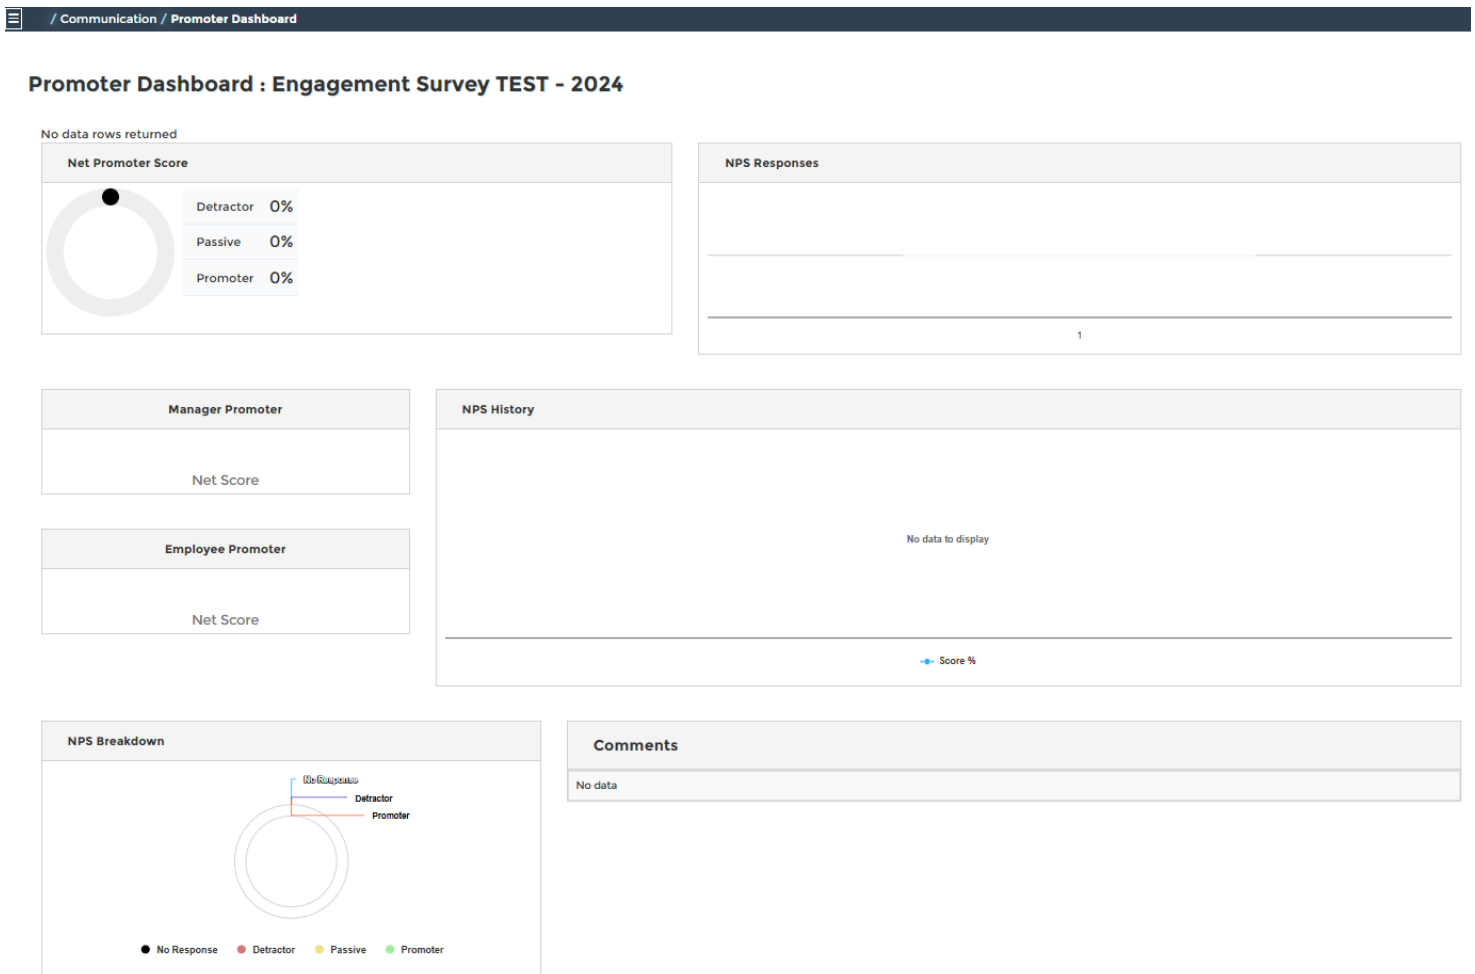 / Communication / Promoter Dashboard
Promoter Dashboard : Engagement Survey TEST - 2024
No data rows returned
Net Promoter Score
Detractor 0%
Passive 0%
Promoter 0%
NPS Responses
1
Manager Promoter
Net Score
NPS History
No data to display
Score %
Employee Promoter
Net Score
NPS Breakdown
No Response
Detractor
Promoter
No Response Detractor Passive Promoter
Comments
No data